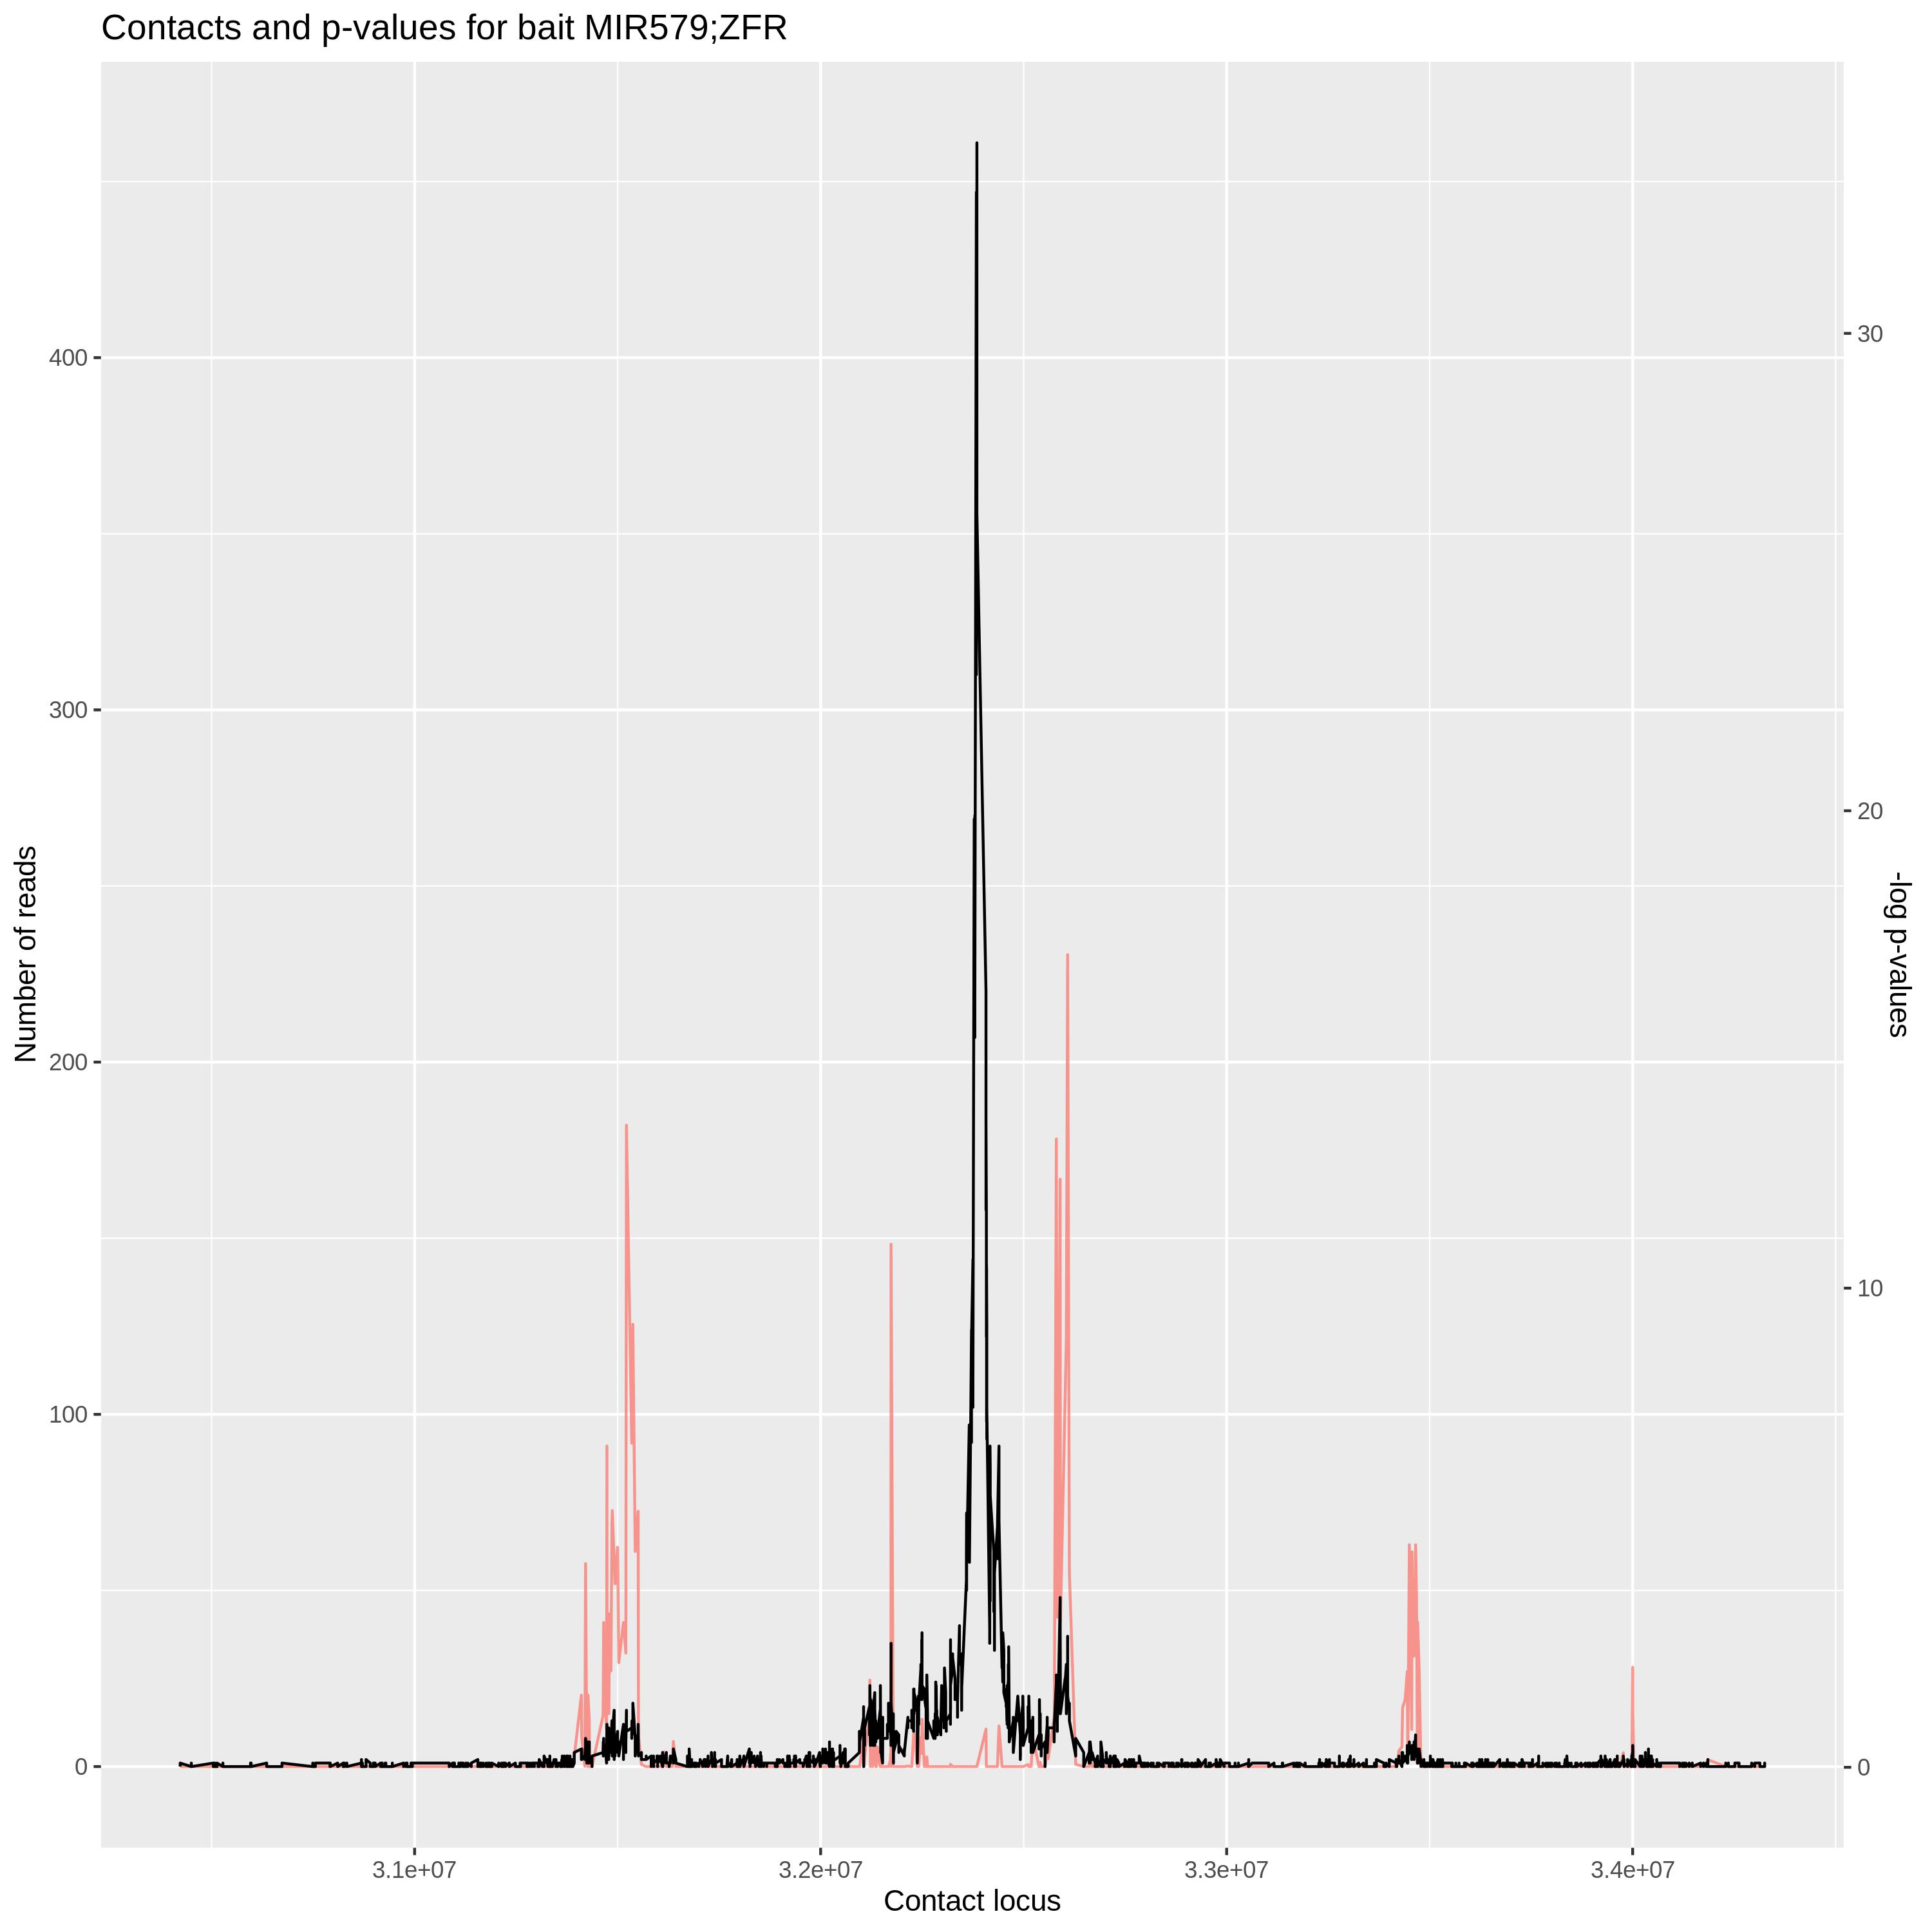 Contacts and p-values for bait MIR579;ZFR
Number of reads
400
300
200
100
0
30
20
10
0
-log p-values
3.1e+07
3.2e+07
3.3e+07
3.4e+07
Contact locus